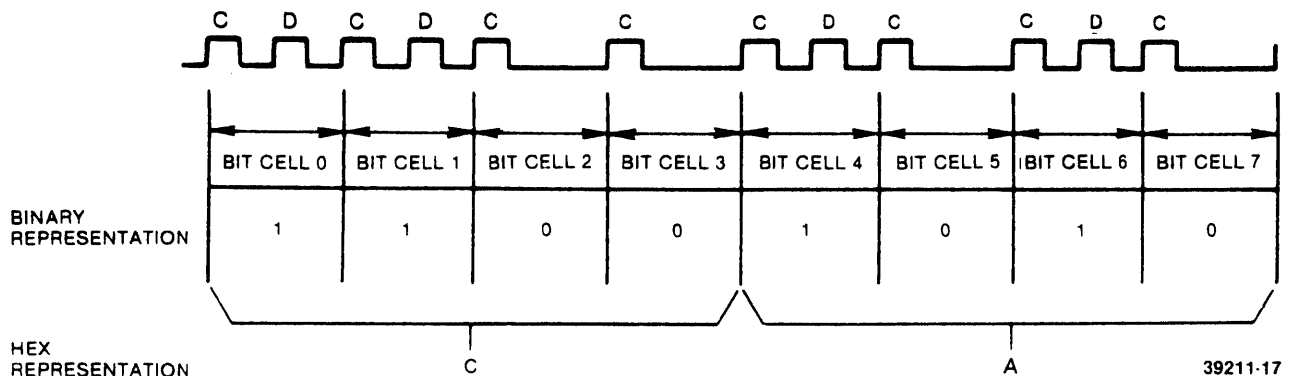 C D C D C C C D C C D C
BIT CELL 0 BIT CELL 1 BIT CELL 2 BIT CELL 3 BIT CELL 4 BIT CELL 5 BIT CELL 6 BIT CELL 7
BINARY
REPRESENTATION
1 1 0 0 1 0 1 0
HEX
REPRESENTATION
C A
39211-17